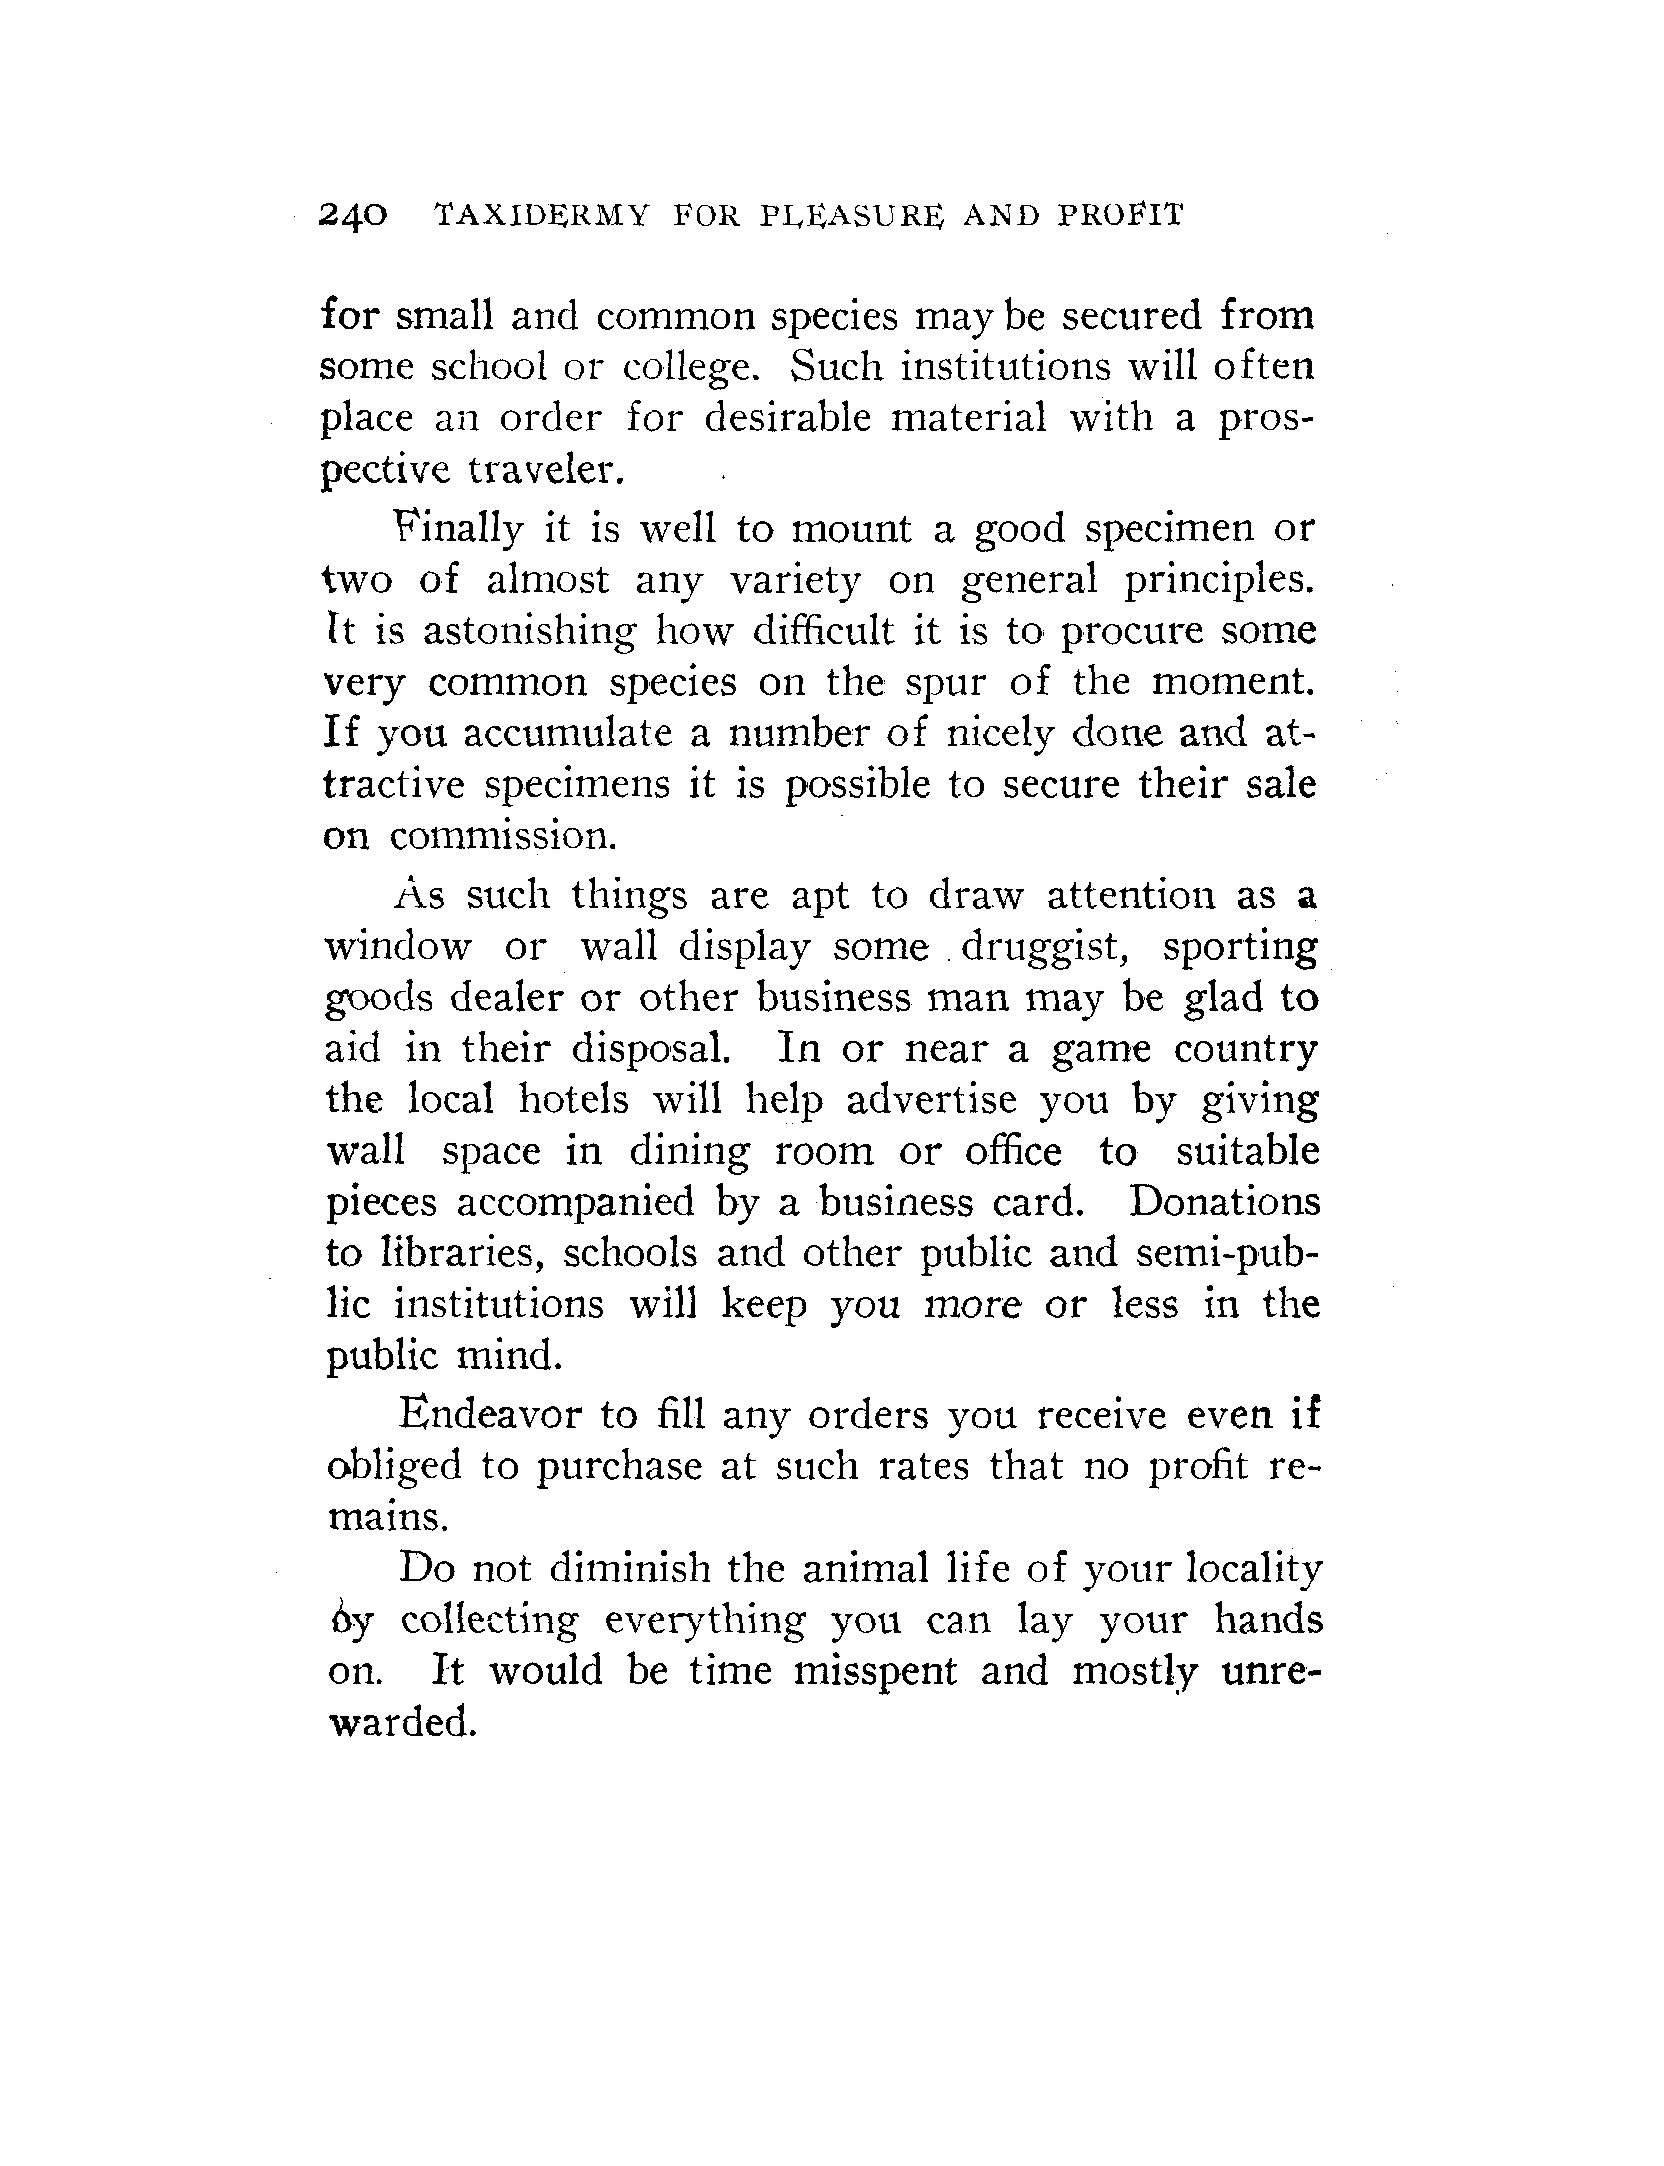 240 TAXIDERMY FOR PLEASURE AND PROFIT
for small and common species may be secured from
some school or college. Such institutions will often
place an order for desirable material with a pros-
pective traveler.
Finally it is well to mount a good specimen or
two of almost any variety on general principles.
It is astonishing how difficult it is to procure some
very common species on the spur of the moment.
If you accumulate a number of nicely done and at-
tractive specimens it is possible to secure their sale
on commission.
As such things are apt to draw attention as a
window or wall display some druggist, sporting
goods dealer or other business man may be glad to
aid in their disposal. In or near a game country
the local hotels will help advertise you by giving
wall space in dining room or office to suitable
pieces accompanied by a business card. Donations
to libraries, schools and other public and semi-pub-
lic institutions will keep you more or less in the
public mind.
Endeavor to fill any orders you receive even if
obliged to purchase at such rates that no profit re-
mains.
Do not diminish the animal life of your locality
by collecting everything you can lay your hands
on. It would be time misspent and mostly unre-
warded.